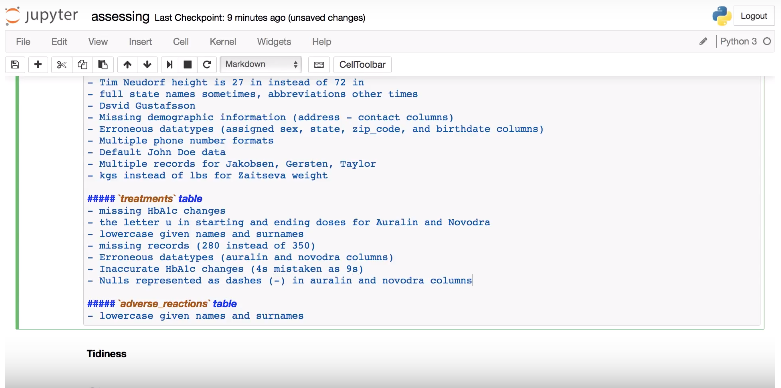 jupyter assessing Last Checkpoint: 9 minutes ago (unsaved changes) Logout
File Edit View Insert Cell Kernel Widgets Help Python 3
Markdown CellToolbar
- Tim Neudorf height is 27 in instead of 72 in
- full state names sometimes, abbreviations other times
- Dsvid Gustafsson
- Missing demographic information (address - contact columns)
- Erroneous datatypes (assigned sex, state, zip_code, and birthdate columns)
- Multiple phone number formats
- Default John Doe data
- Multiple records for Jakobsen, Gersten, Taylor
- kgs instead of lbs for Zaitseva weight
##### `treatments` table
- missing HbA1c changes
- the letter u in starting and ending doses for Auralin and Novodra
- lowercase given names and surnames
- missing records (280 instead of 350)
- Erroneous datatypes (auralin and novodra columns)
- Inaccurate HbA1c changes (4s mistaken as 9s)
- Nulls represented as dashes (-) in auralin and novodra columns
##### `adverse_reactions` table
- lowercase given names and surnames
Tidiness